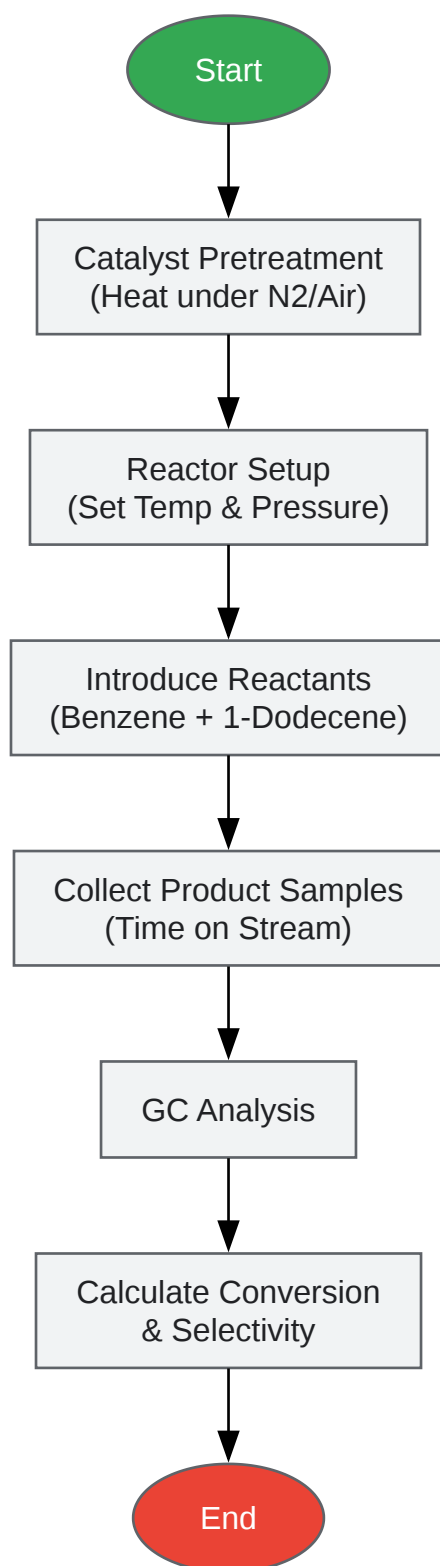 Start
Catalyst Pretreatment
(Heat under N2/Air)
Reactor Setup
(Set Temp & Pressure)
Introduce Reactants
(Benzene + 1-Dodecene)
Collect Product Samples
(Time on Stream)
GC Analysis
Calculate Conversion
& Selectivity
End